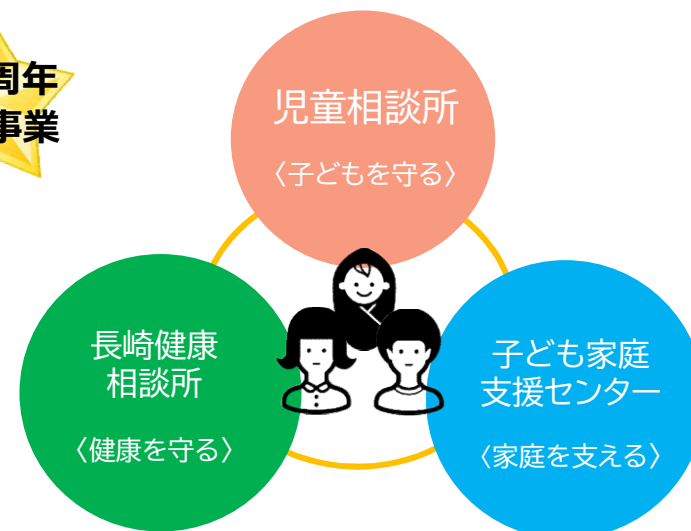 周年
事業
児童相談所
〈子どもを守る〉
長崎健康
相談所
〈健康を守る〉
子ども家庭
支援センター
〈家庭を支える〉